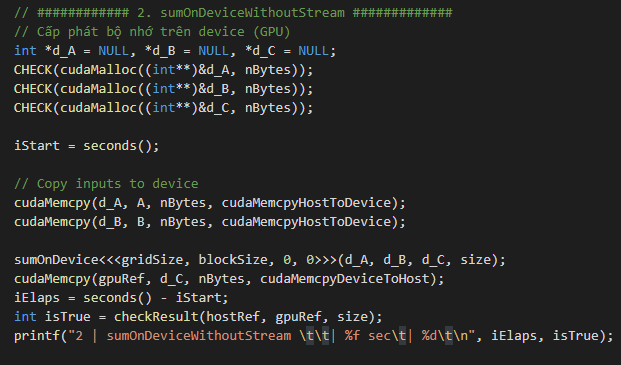 // ############ 2. sumOnDeviceWithoutStream #############
// Cấp phát bộ nhớ trên device (GPU)
int *d_A = NULL, *d_B = NULL, *d_C = NULL;
CHECK(cudaMalloc((int**)&d_A, nBytes));
CHECK(cudaMalloc((int**)&d_B, nBytes));
CHECK(cudaMalloc((int**)&d_C, nBytes));
iStart = seconds();
// Copy inputs to device
cudaMemcpy(d_A, A, nBytes, cudaMemcpyHostToDevice);
cudaMemcpy(d_B, B, nBytes, cudaMemcpyHostToDevice);
sumOnDevice<<<gridSize, blockSize, 0, 0>>>(d_A, d_B, d_C, size);
cudaMemcpy(gpuRef, d_C, nBytes, cudaMemcpyDeviceToHost);
iElaps = seconds() - iStart;
int isTrue = checkResult(hostRef, gpuRef, size);
printf("2 | sumOnDeviceWithoutStream \t\t| %f sec\t| %d\t\n", iElaps, isTrue);